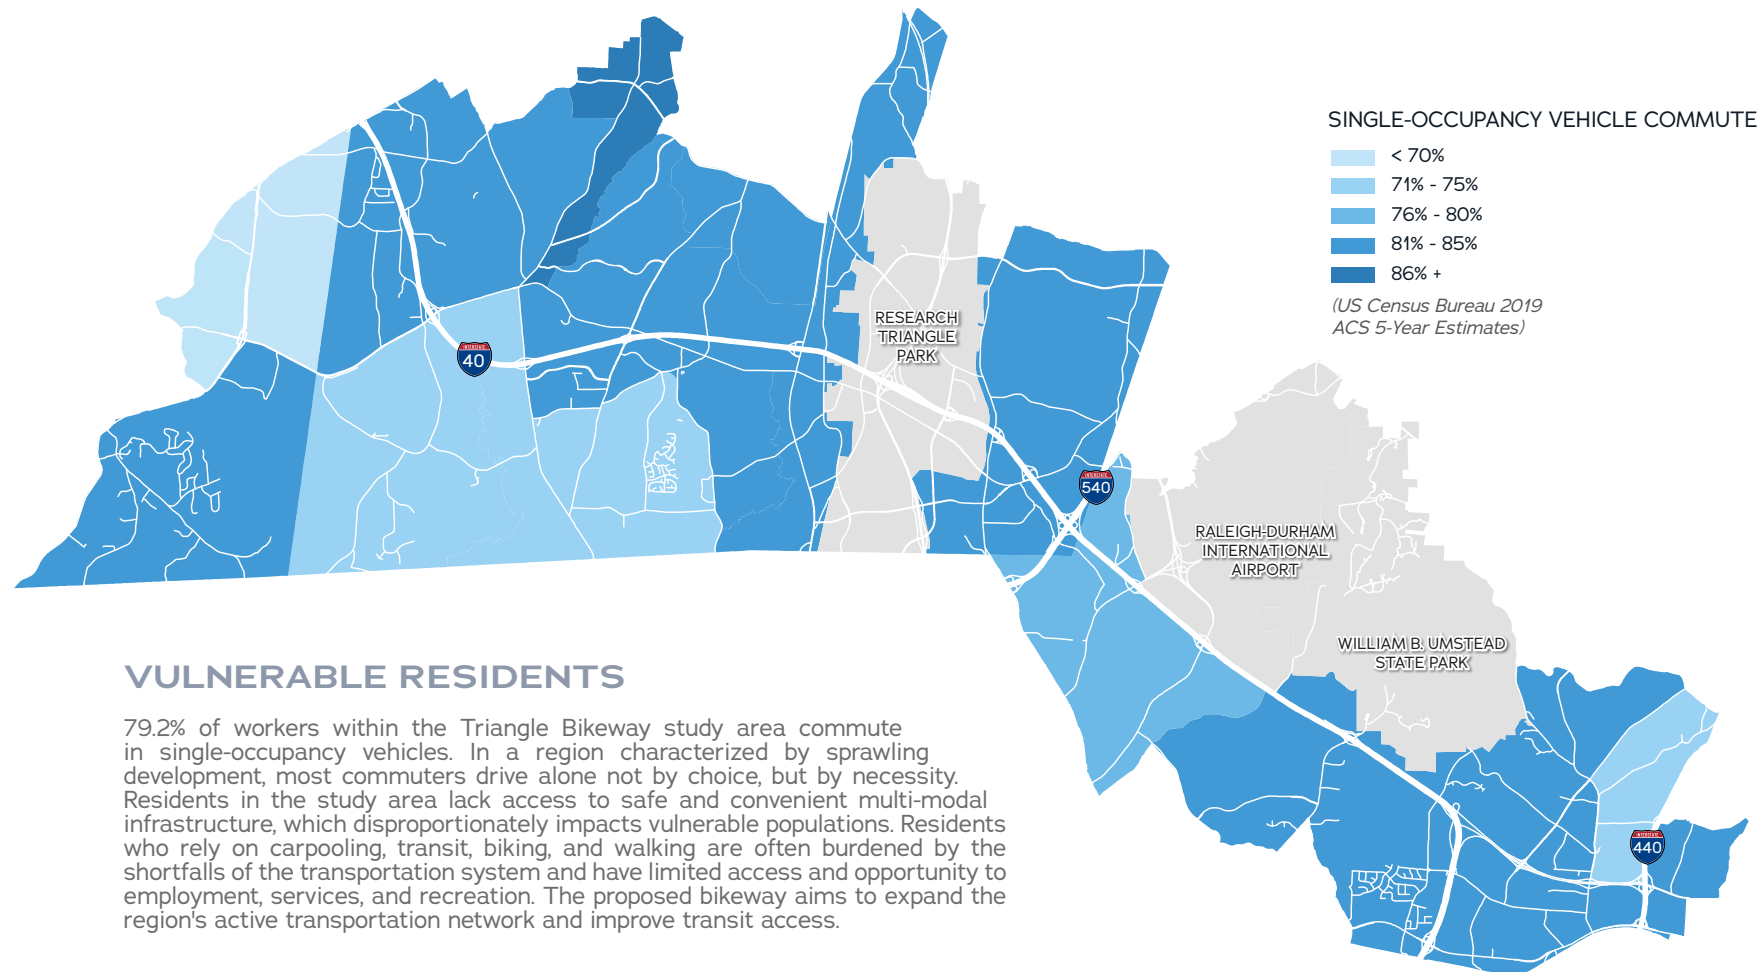 SINGLE-OCCUPANCY VEHICLE COMMUTE
< 70%
71% - 75%
76% - 80%
81% - 85%
86% +
(US Census Bureau 2019
ACS 5-Year Estimates)
RESEARCH
TRIANGLE
PARK
INTERSTATE
40
INTERSTATE
540
RALEIGH-DURHAM
INTERNATIONAL
AIRPORT
WILLIAM B. UMSTEAD
STATE PARK
INTERSTATE
440
VULNERABLE RESIDENTS
79.2% of workers within the Triangle Bikeway study area commute
in single-occupancy vehicles. In a region characterized by sprawling
development, most commuters drive alone not by choice, but by necessity.
Residents in the study area lack access to safe and convenient multi-modal
infrastructure, which disproportionately impacts vulnerable populations. Residents
who rely on carpooling, transit, biking, and walking are often burdened by the
shortfalls of the transportation system and have limited access and opportunity to
employment, services, and recreation. The proposed bikeway aims to expand the
region's active transportation network and improve transit access.